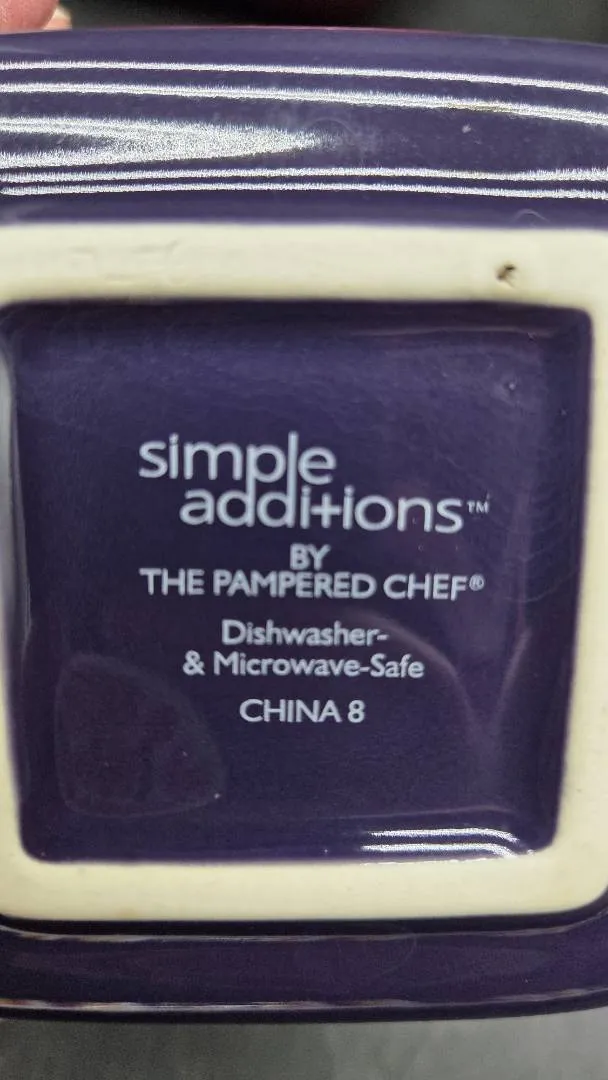 simple
additions™
BY
THE PAMPERED CHEF®
Dishwasher-
& Microwave-Safe
CHINA 8